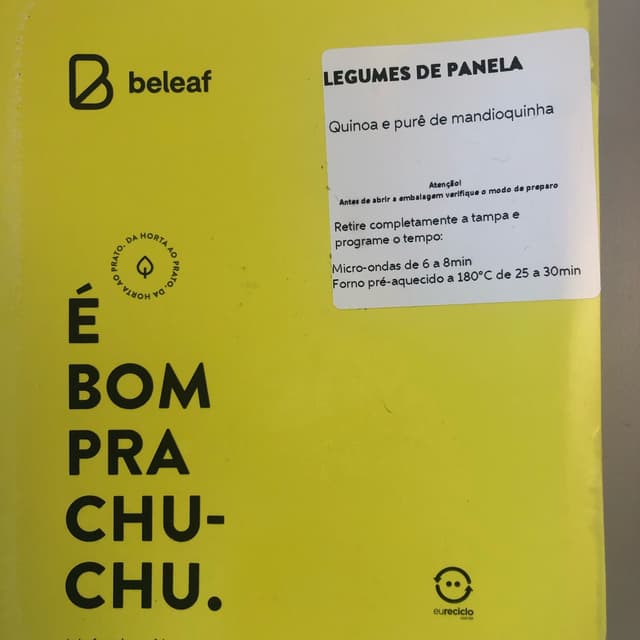 beleaf
LEGUMES DE PANELA
Quinoa e purê de mandioquinha
Atenção!
Antes de abrir a embalagem verifique o modo de preparo
Retire completamente a tampa e
programe o tempo:
Micro-ondas de 6 a 8min
Forno pré-aquecido a 180°C de 25 a 30min
DA HORTA AO PRATO. DA HORTA AO PRATO.
É
BOM
PRA
CHU-
CHU.
eureciclo